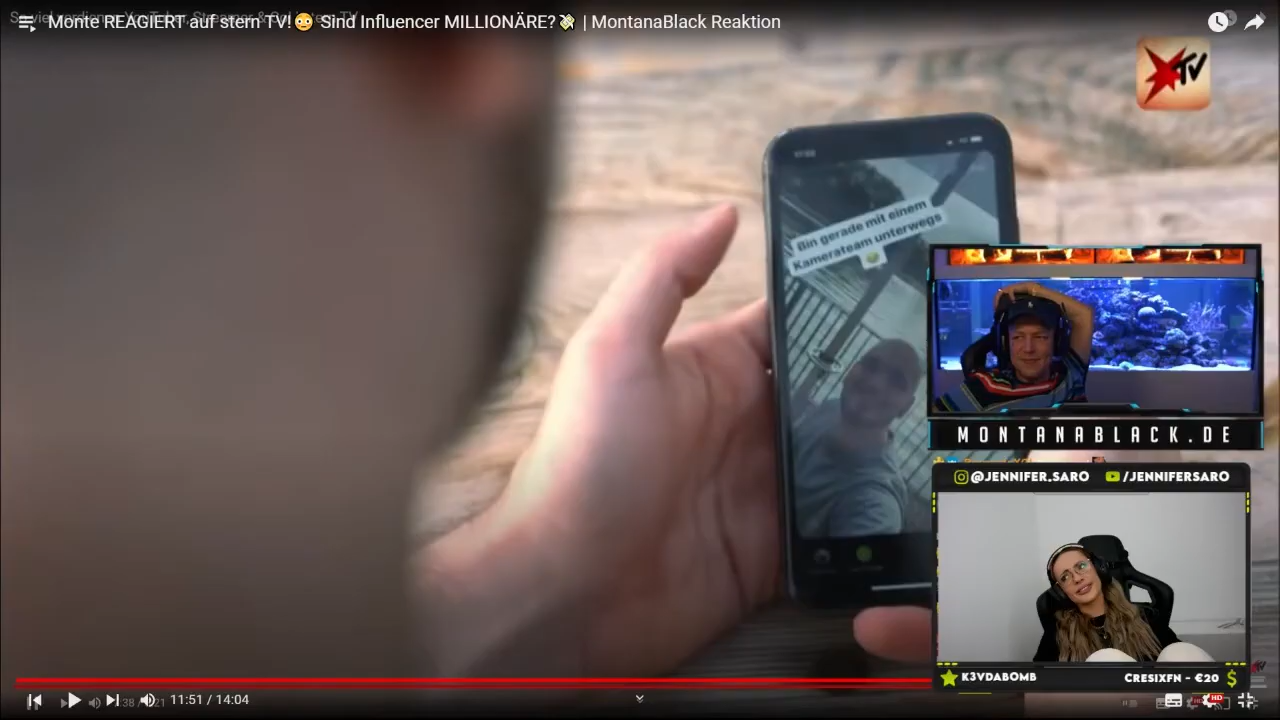 Monte REAGIERT auf stern TV!😳 Sind Influencer MILLIONÄRE?💸 | MontanaBlack Reaktion
TV
Bin gerade mit einem
Kamerateam unterwegs
MONTANABLACK.DE
@JENNIFER.SARO /JENNIFERSARO
K3VDABOMB CRESIXFN - €20
11:51 / 14:04
HD